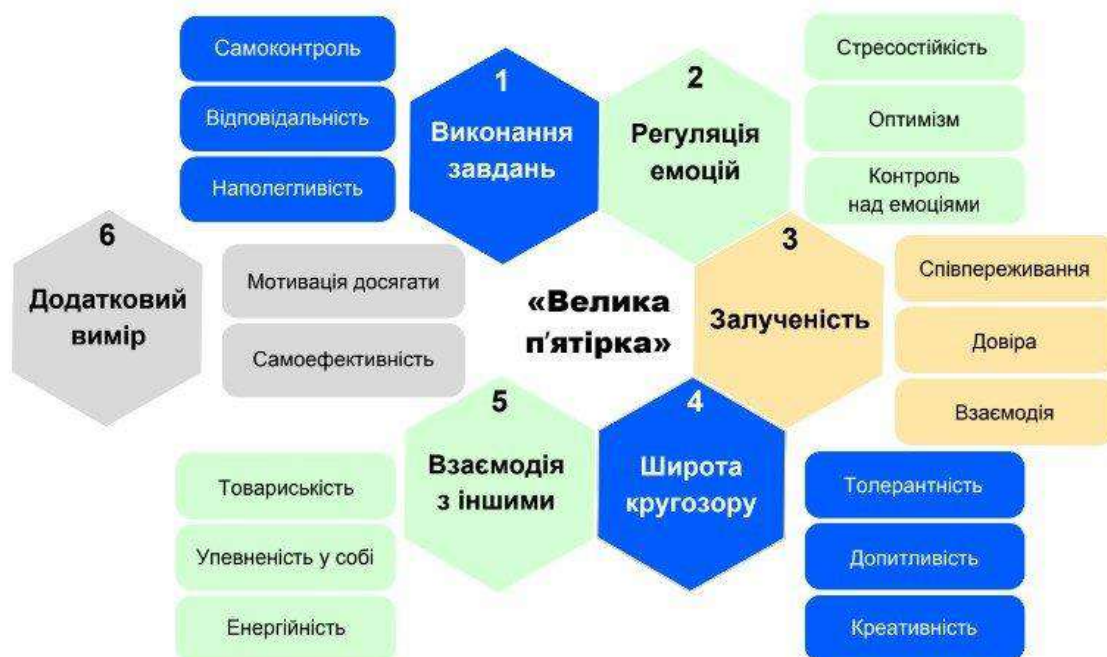 Самоконтроль
Відповідальність
Наполегливість
1
Виконання
завдань
2
Регуляція
емоцій
Стресостійкість
Оптимізм
Контроль
над емоціями
3
Залученість
Співпереживання
Довіра
Взаємодія
6
Додатковий
вимір
Мотивація досягати
Самоефективність
«Велика
п'ятірка»
5
Взаємодія
з іншими
Товариськість
Упевненість у собі
Енергійність
4
Широта
кругозору
Толерантність
Допитливість
Креативність